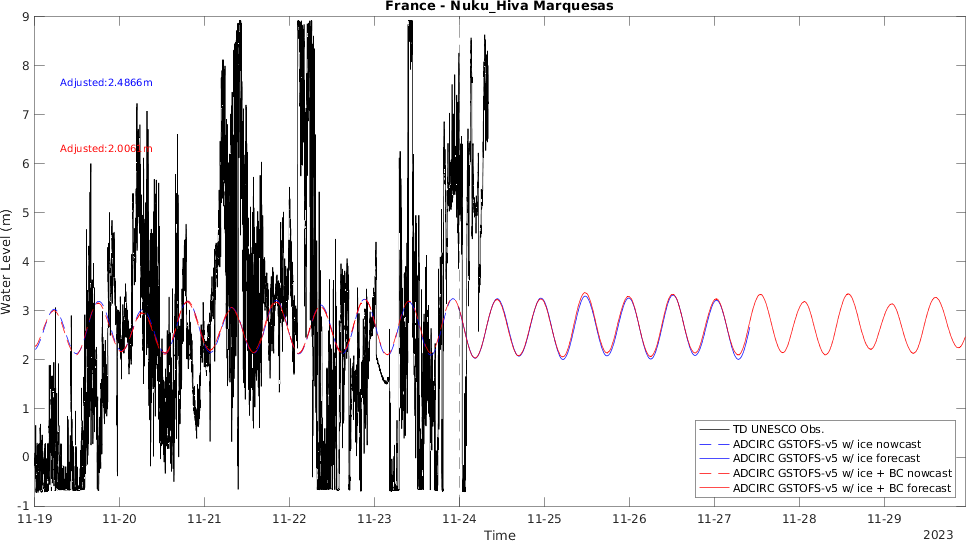 France - Nuku_Hiva Marquesas
Water Level (m)
9
8
7
6
5
4
3
2
1
0
-1
Adjusted:2.4866m
Adjusted:2.006 m
TD UNESCO Obs.
ADCIRC GSTOFS-v5 w/ ice nowcast
ADCIRC GSTOFS-v5 w/ ice forecast
ADCIRC GSTOFS-v5 w/ ice + BC nowcast
ADCIRC GSTOFS-v5 w/ ice + BC forecast
11-19 11-20 11-21 11-22 11-23 11-24 11-25 11-26 11-27 11-28 11-29
Time
2023